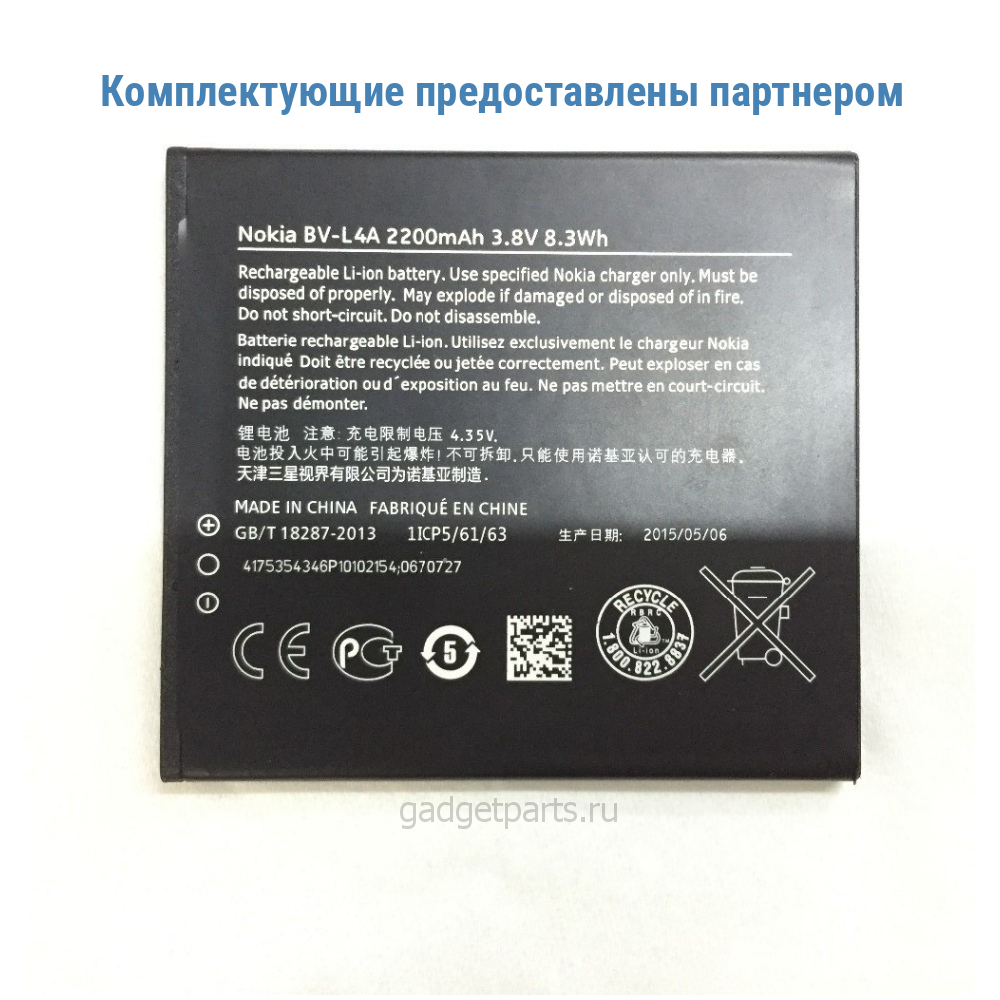 Комплектующие предоставлены партнером
Nokia BV-L4A 2200mAh 3.8V 8.3Wh
Rechargeable Li-ion battery. Use specified Nokia charger only. Must be
disposed of properly. May explode if damaged or disposed of in fire.
Do not short-circuit. Do not disassemble.
Batterie rechargeable Li-ion. Utilisez exclusivement le chargeur Nokia
indiqué Doit être recyclée ou jetée correctement. Peut exploser en cas
de détérioration ou d´exposition au feu. Ne pas mettre en court-circuit.
Ne pas démonter.
锂电池 注意: 充电限制电压 4.35V.
电池投入火中可能引起爆炸! 不可拆卸. 只能使用诺基亚认可的充电器.
天津三星视界有限公司为诺基亚制造.
MADE IN CHINA FABRIQUÉ EN CHINE
GB/T 18287-2013 1ICP5/61/63 生产日期: 2015/05/06
4175354346P10102154;0670727
CE РСТ 5 RECYCLE RBRC Li-ion TM 1.800.822.8837
gadgetparts.ru